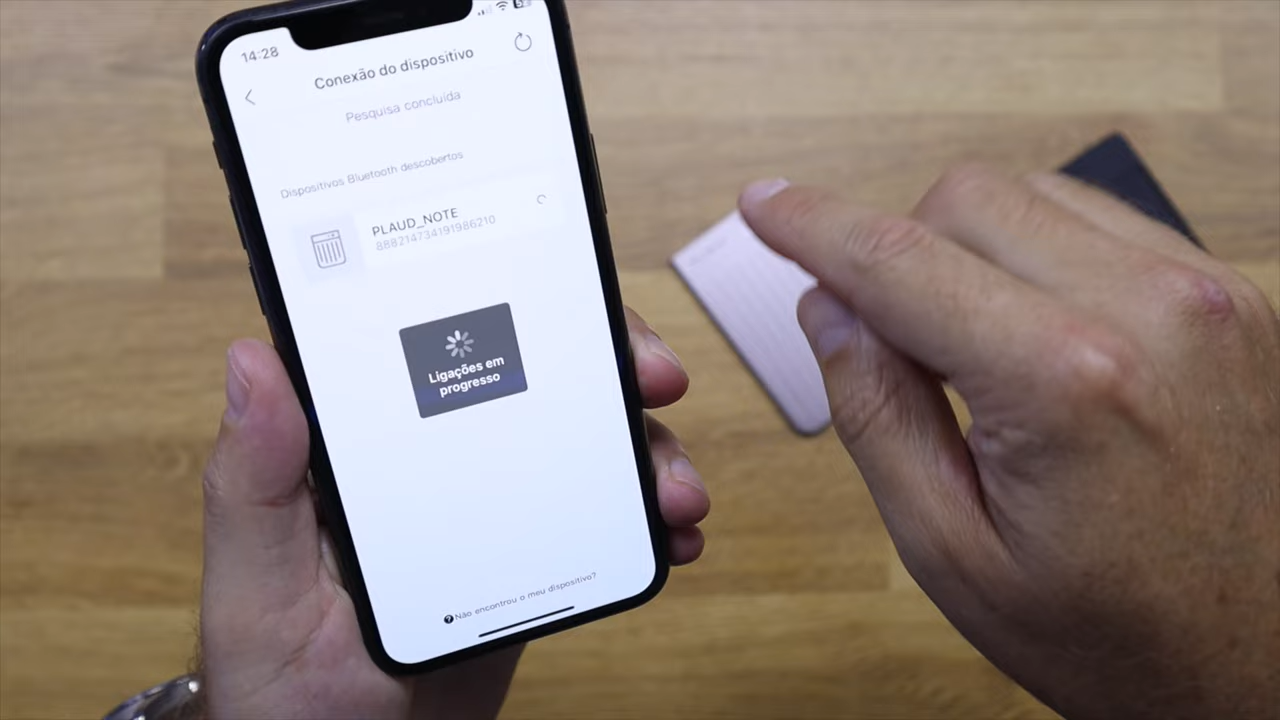 14:28
Conexão do dispositivo
Pesquisa concluída
Dispositivos Bluetooth descobertos
PLAUD_NOTE
888214734191986210
Ligações em
progresso
Não encontrou o meu dispositivo?